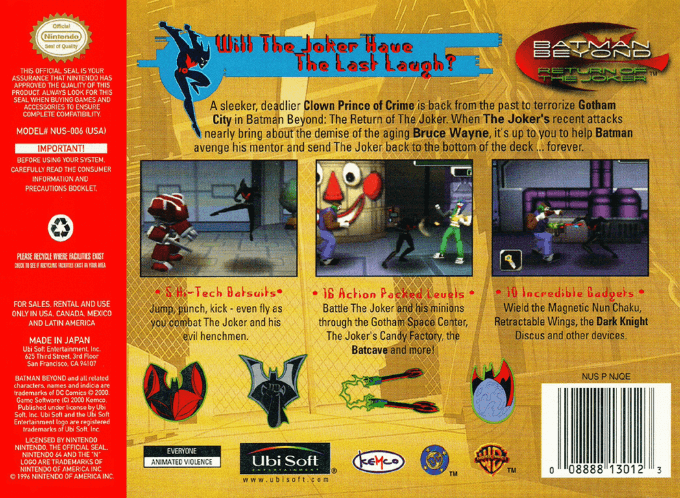 Official
Nintendo
Seal of Quality
THIS OFFICIAL SEAL IS YOUR
ASSURANCE THAT NINTENDO HAS
APPROVED THE QUALITY OF THIS
PRODUCT. ALWAYS LOOK FOR THIS
SEAL WHEN BUYING GAMES AND
ACCESSORIES TO ENSURE
COMPLETE COMPATIBILITY.
MODEL# NUS-006 (USA)
IMPORTANT!
BEFORE USING YOUR SYSTEM,
CAREFULLY READ THE CONSUMER
INFORMATION AND
PRECAUTIONS BOOKLET.
PLEASE RECYCLE WHERE FACILITIES EXIST
CHECK TO SEE IF RECYCLING FACILITIES EXIST IN YOUR AREA
FOR SALES, RENTAL AND USE
ONLY IN USA, CANADA, MEXICO
AND LATIN AMERICA
MADE IN JAPAN
Ubi Soft Entertainment, Inc.
625 Third Street, 3rd Floor
San Francisco, CA 94107
BATMAN BEYOND and all related
characters, names and indicia are
trademarks of DC Comics © 2000.
Game Software (C) 2000 Kemco.
Published under license by Ubi
Soft, Inc. Ubi Soft and the Ubi Soft
Entertainment logo are registered
trademarks of Ubi Soft, Inc.
LICENSED BY NINTENDO
NINTENDO, THE OFFICIAL SEAL,
NINTENDO 64 AND THE "N"
LOGO ARE TRADEMARKS OF
NINTENDO OF AMERICA INC.
© 1996 NINTENDO OF AMERICA INC.
Will The Joker Have
The Last Laugh?
BATMAN
BEYOND
RETURN OF
THE JOKER™
A sleeker, deadlier Clown Prince of Crime is back from the past to terrorize Gotham
City in Batman Beyond: The Return of The Joker. When The Joker's recent attacks
nearly bring about the demise of the aging Bruce Wayne, it's up to you to help Batman
avenge his mentor and send The Joker back to the bottom of the deck ... forever.
• 6 Hi-Tech Batsuits•
Jump, punch, kick - even fly as
you combat The Joker and his
evil henchmen.
• 16 Action Packed Levels •
Battle The Joker and his minions
through the Gotham Space Center,
The Joker's Candy Factory, the
Batcave and more!
• 10 Incredible Gadgets •
Wield the Magnetic Nun Chaku,
Retractable Wings, the Dark Knight
Discus and other devices.
NUS P NJQE
EVERYONE
ANIMATED VIOLENCE
Ubi Soft
ENTERTAINMENT
®
www.ubisoft.com
KEMCO
TM
TM
0 08888 13012 3